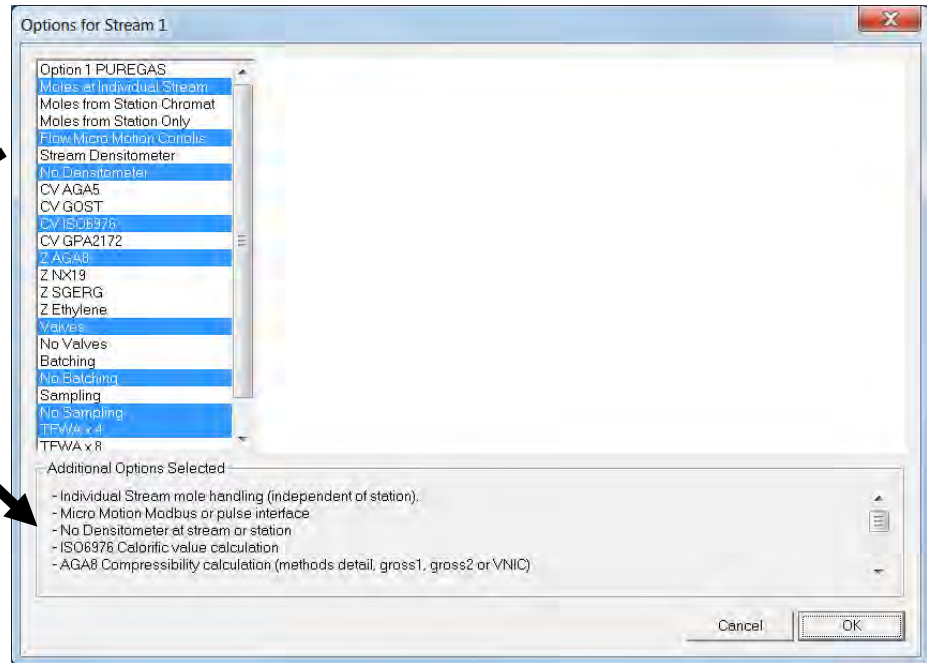 Options for Stream 1
Option 1 PUREGAS
Moles at Individual Stream
Moles from Station Chromat
Moles from Station Only
Flow Micro Motion Coriolis
Stream Densitometer
No Densitometer
CV AGA5
CV GOST
CV ISO6976
CV GPA2172
Z AGA8
Z NX19
Z SGERG
Z Ethylene
Valves
No Valves
Batching
No Batching
Sampling
No Sampling
TFWA x 4
TFWA x 8
Additional Options Selected
- Individual Stream mole handling (independent of station).
- Micro Motion Modbus or pulse interface
- No Densitometer at stream or station
- ISO6976 Calorific value calculation
- AGA8 Compressibility calculation (methods detail, gross1, gross2 or VNIC)
Cancel
OK